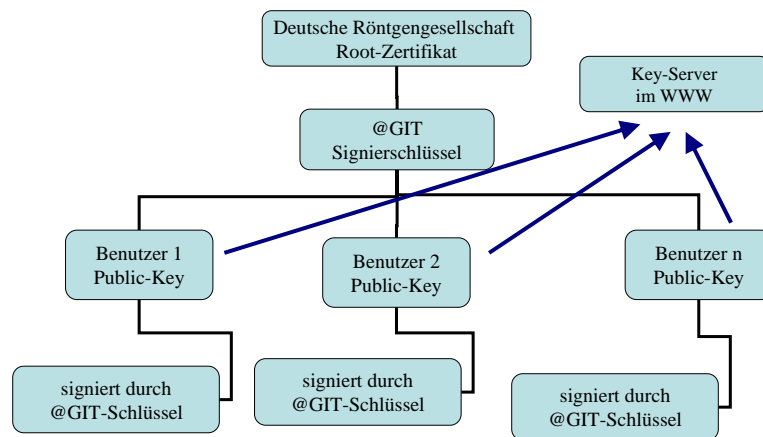 Deutsche Röntgengesellschaft
Root-Zertifikat
Key-Server
im WWW
@GIT
Signierschlüssel
Benutzer 1
Public-Key
Benutzer 2
Public-Key
Benutzer n
Public-Key
signiert durch
@GIT-Schlüssel
signiert durch
@GIT-Schlüssel
signiert durch
@GIT-Schlüssel